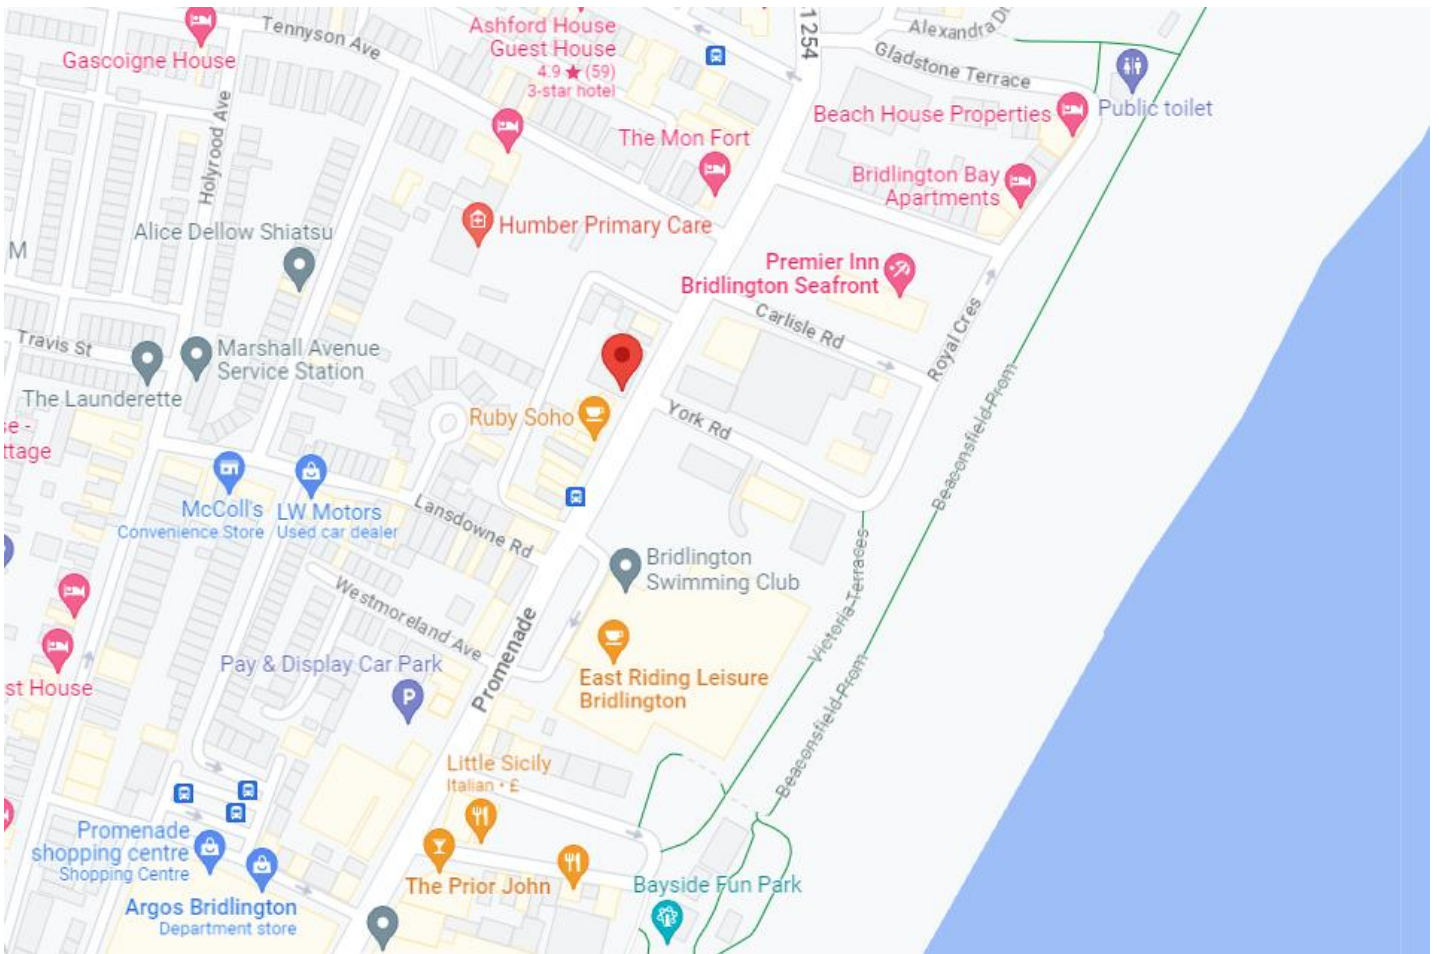 Ashford House
Guest House
4.9 ★ (59)
3-star hotel
Tennyson Ave
Gascoigne House
1254
Gladstone Terrace
Public toilet
Beach House Properties
The Mon Fort
Holyrood Ave
Bridlington Bay
Apartments
Humber Primary Care
Alice Dellow Shiatsu
M
Premier Inn
Bridlington Seafront
Carlisle Rd
Royal Cres
Travis St
Marshall Avenue
Service Station
The Launderette
se -
ttage
Ruby Soho
York Rd
Beaconsfield Prom
McColl's
Convenience Store
LW Motors
Used car dealer
Lansdowne Rd
Bridlington
Swimming Club
Westmoreland Ave
Victoria Terraces
Pay & Display Car Park
P
Promenade
st House
East Riding Leisure
Bridlington
Beaconsfield Prom
Little Sicily
Italian · £
Promenade
shopping centre
Shopping Centre
The Prior John
Bayside Fun Park
Argos Bridlington
Department store